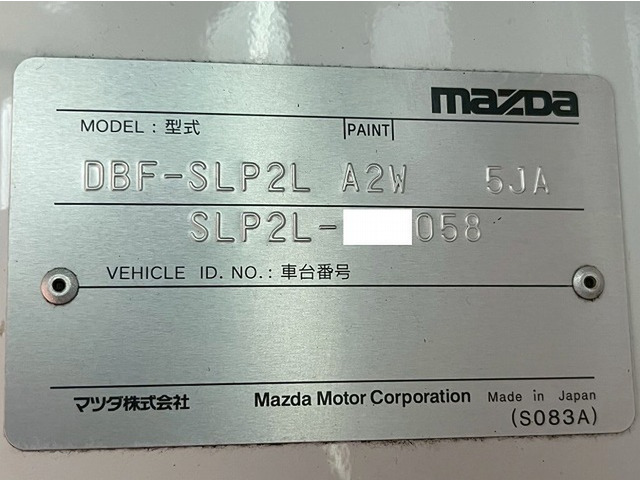 mazda
MODEL : 型式 PAINT
DBF-SLP2L A2W 5JA
SLP2L- 058
VEHICLE ID. NO. : 車台番号
マツダ株式会社 Mazda Motor Corporation Made in Japan
(S083A)